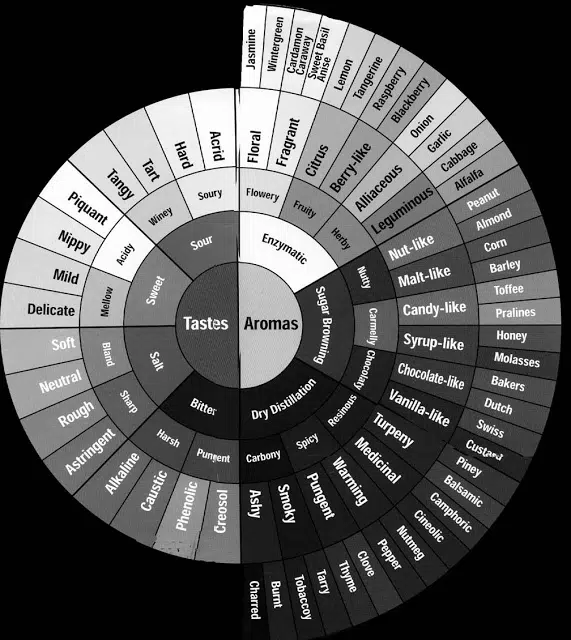 Tastes
Aromas
Sour
Sweet
Salt
Bitter
Enzymatic
Sugar Browning
Dry Distillation
Soury
Winey
Acidy
Mellow
Bland
Sharp
Harsh
Pungent
Flowery
Fruity
Herby
Nutty
Carmelly
Chocolaty
Resinous
Spicy
Carbony
Acrid
Hard
Tart
Tangy
Piquant
Nippy
Mild
Delicate
Soft
Neutral
Rough
Astringent
Alkaline
Caustic
Phenolic
Creosol
Floral
Fragrant
Citrus
Berry-like
Alliaceous
Leguminous
Nut-like
Malt-like
Candy-like
Syrup-like
Chocolate-like
Vanilla-like
Turpeny
Medicinal
Warming
Pungent
Smoky
Ashy
Jasmine
Wintergreen
Cardamon
Caraway
Sweet Basil
Anise
Lemon
Tangerine
Raspberry
Blackberry
Onion
Garlic
Cabbage
Alfalfa
Peanut
Almond
Corn
Barley
Toffee
Pralines
Honey
Molasses
Bakers
Dutch
Swiss
Custard
Piney
Balsamic
Camphoric
Cineolic
Nutmeg
Pepper
Clove
Thyme
Tarry
Tobaccoy
Burnt
Charred